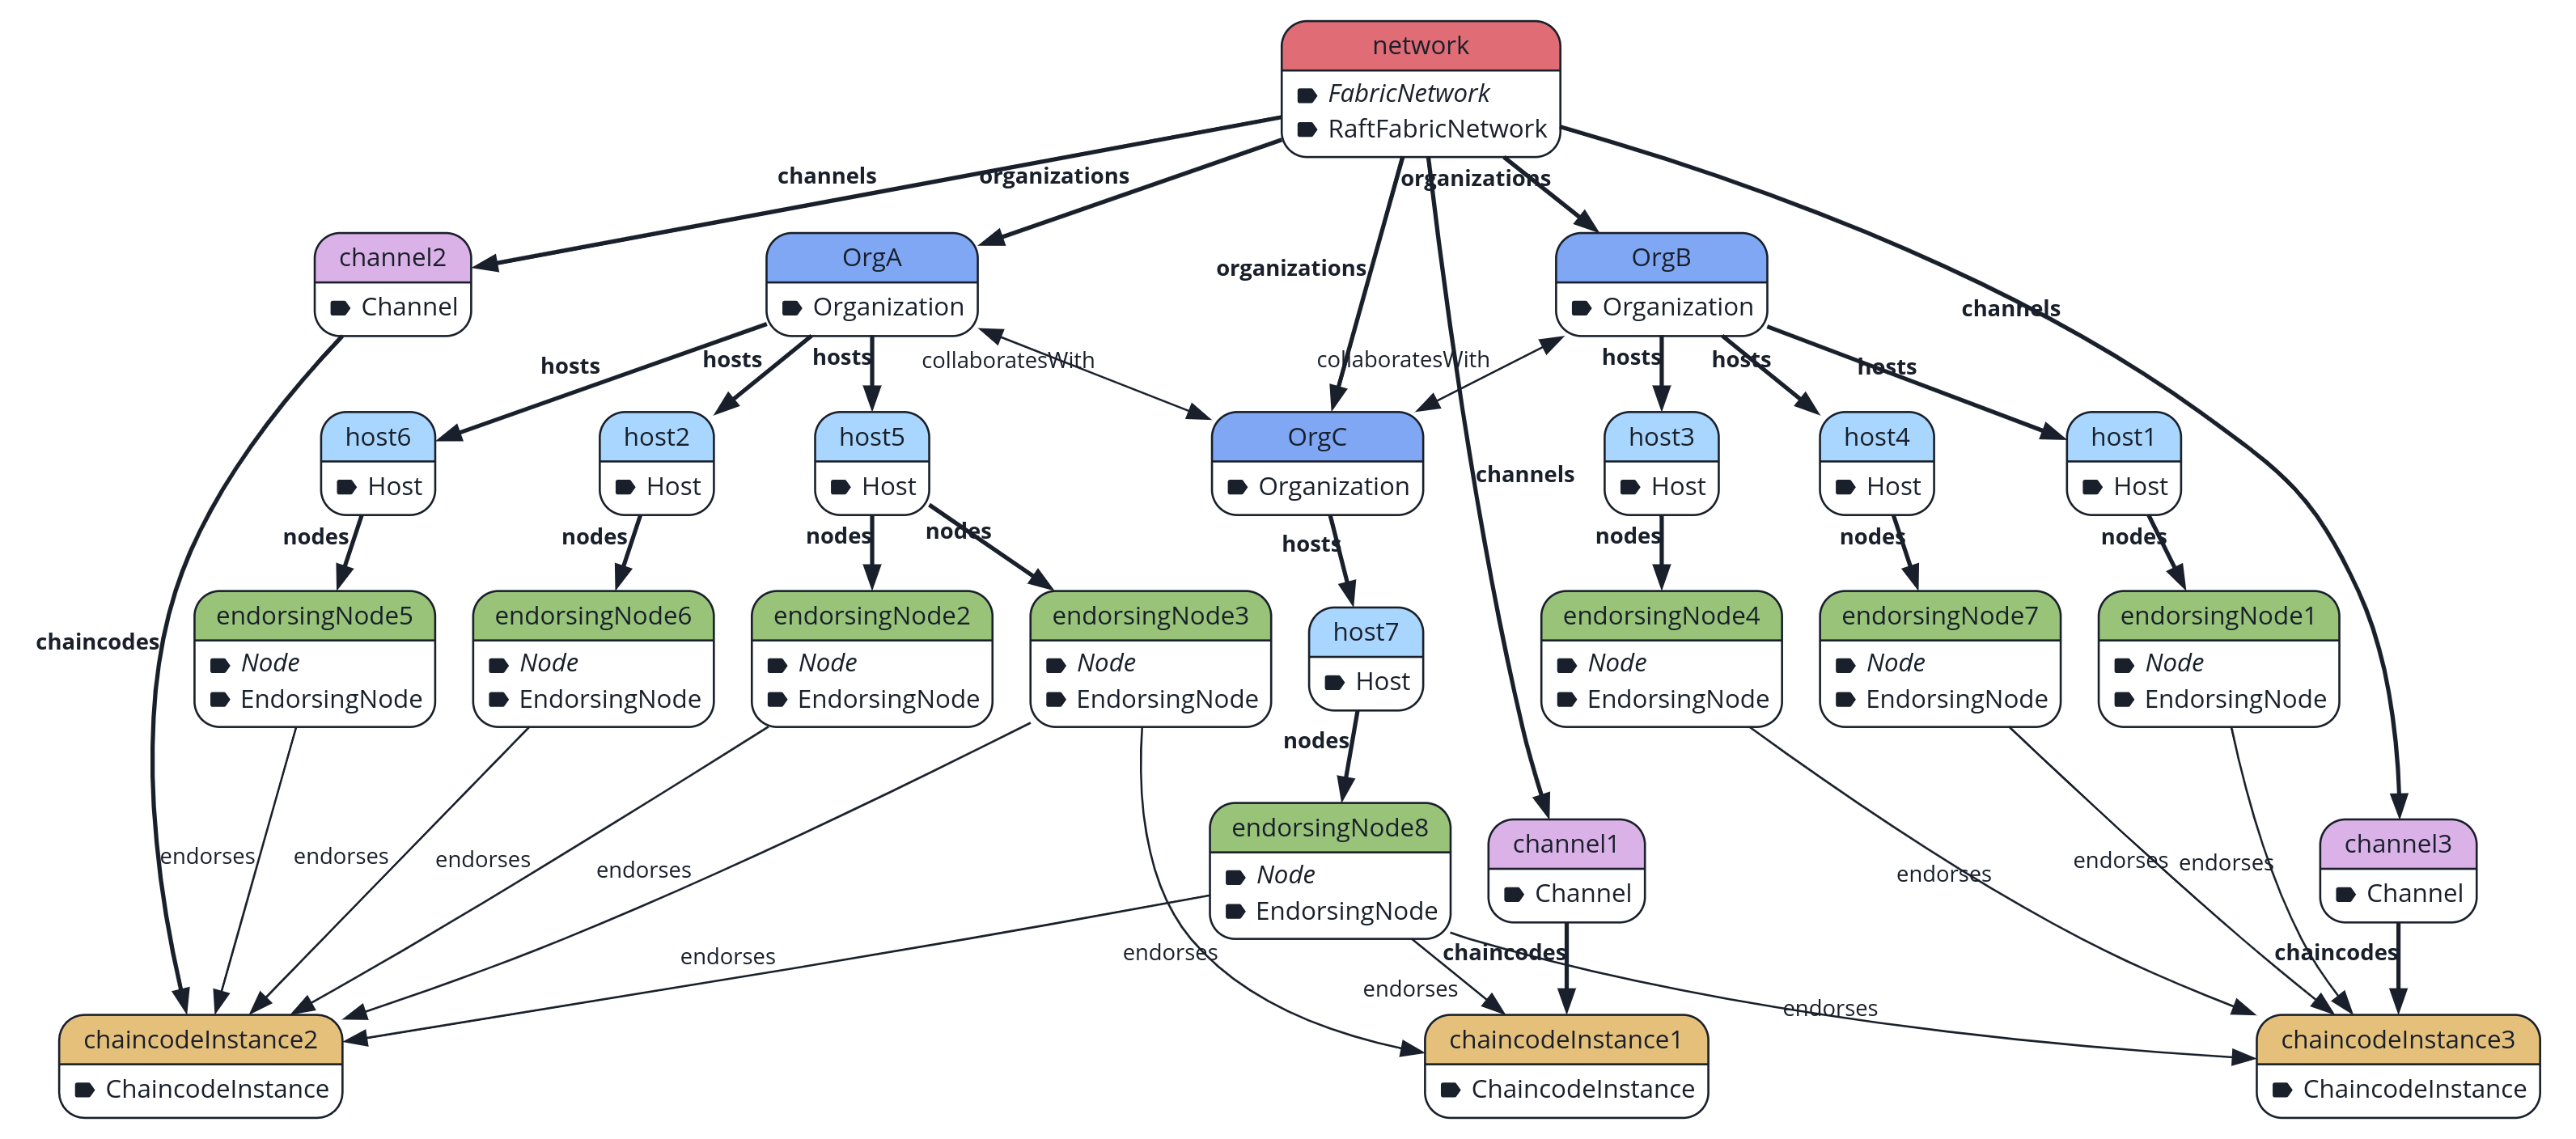 network
FabricNetwork
RaftFabricNetwork
channels
organizations
organizations
channel2
Channel
OrgA
Organization
organizations
OrgB
Organization
channels
hosts
hosts
hosts
collaboratesWith
collaboratesWith
hosts
hosts
hosts
host6
Host
host2
Host
host5
Host
OrgC
Organization
channels
host3
Host
host4
Host
host1
Host
nodes
nodes
nodes
nodes
hosts
nodes
nodes
nodes
chaincodes
endorsingNode5
Node
EndorsingNode
endorsingNode6
Node
EndorsingNode
endorsingNode2
Node
EndorsingNode
endorsingNode3
Node
EndorsingNode
host7
Host
endorsingNode4
Node
EndorsingNode
endorsingNode7
Node
EndorsingNode
endorsingNode1
Node
EndorsingNode
nodes
endorses
endorses
endorses
endorses
endorsingNode8
Node
EndorsingNode
channel1
Channel
endorses
endorses
endorses
channel3
Channel
endorses
endorses
chaincodes
endorses
endorses
chaincodes
chaincodeInstance2
ChaincodeInstance
chaincodeInstance1
ChaincodeInstance
chaincodeInstance3
ChaincodeInstance